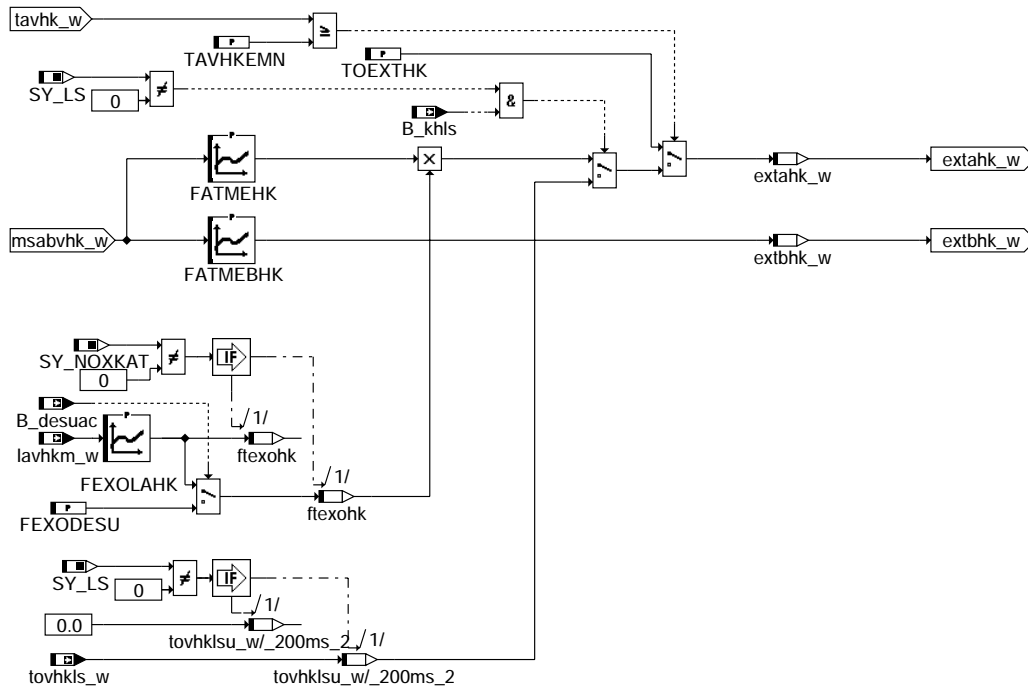 tavhk_w
≥
P
TAVHKEMN
P
TOEXTHK
SY_LS
0
≠
&
B_khls
P
FATMEHK
×
extahk_w
extahk_w
msabvhk_w
P
FATMEBHK
extbhk_w
extbhk_w
SY_NOXKAT
0
≠
IF
B_desuac
/1/
lavhkm_w
P
ftexohk
FEXOLAHK
/1/
P
FEXODESU
ftexohk
SY_LS
0
≠
IF
/1/
0.0
tovhklsu_w/_200ms_2
/1/
tovhkls_w
tovhklsu_w/_200ms_2